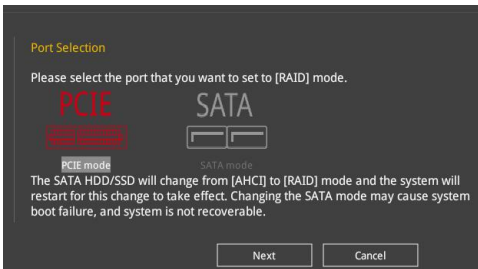 Port Selection
Please select the port that you want to set to [RAID] mode.
PCIE SATA
PCIE mode SATA mode
The SATA HDD/SSD will change from [AHCI] to [RAID] mode and the system will
restart for this change to take effect. Changing the SATA mode may cause system
boot failure, and system is not recoverable.
Next Cancel